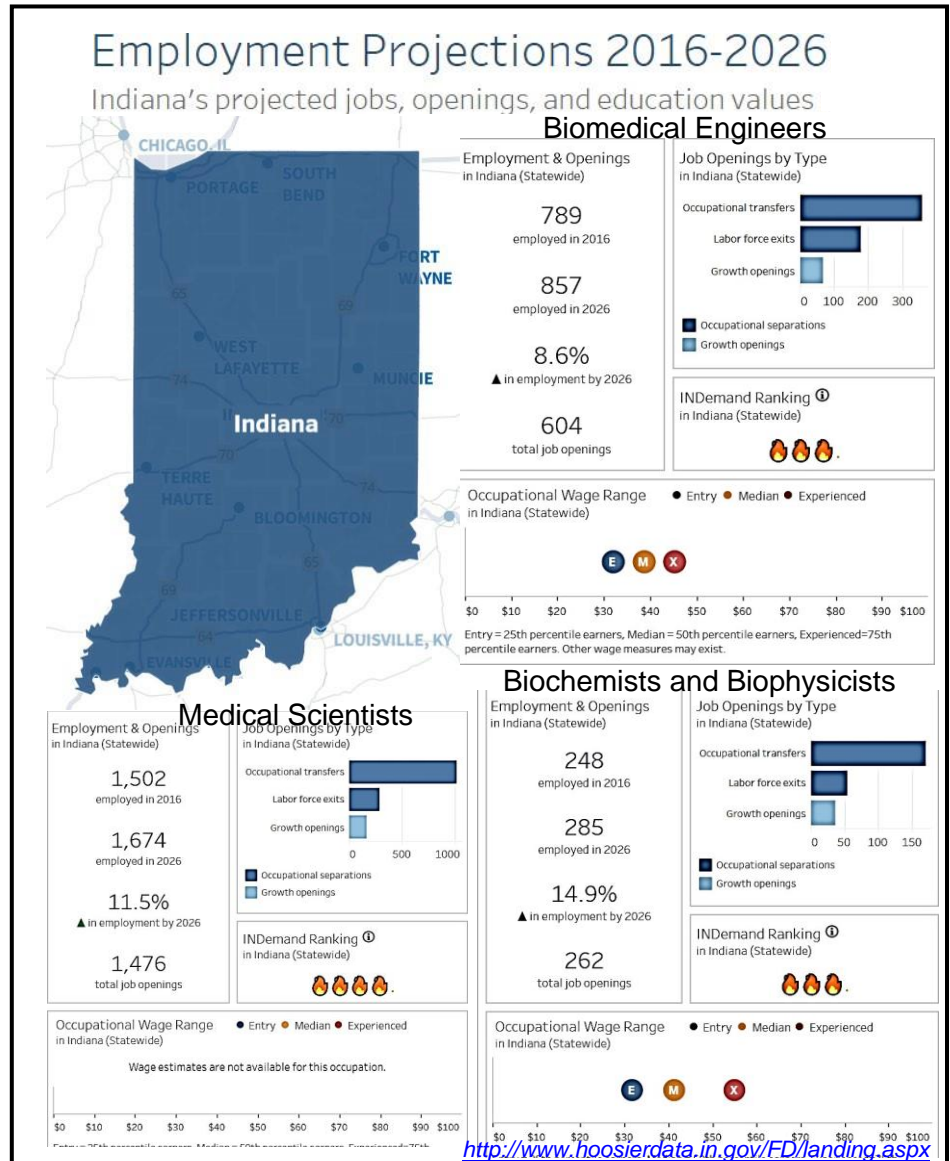 Employment Projections 2016-2026
Indiana's projected jobs, openings, and education values
CHICAGO, IL
PORTAGE
SOUTH
BEND
FORT
WAYNE
65
69
WEST
LAFAYETTE
74
MUNCIE
Indiana
70
70
TERRE
HAUTE
74
BLOOMINGTON
65
69
JEFFERSONVILLE
64
LOUISVILLE, KY
EVANSVILLE
Biomedical Engineers
Employment & Openings
in Indiana (Statewide)
789
employed in 2016
857
employed in 2026
8.6%
▲ in employment by 2026
604
total job openings
Job Openings by Type
in Indiana (Statewide)
Occupational transfers
Labor force exits
Growth openings
0 100 200 300
Occupational separations
Growth openings
INDemand Ranking
in Indiana (Statewide)
Occupational Wage Range
in Indiana (Statewide)
Entry Median Experienced
E M X
$0 $10 $20 $30 $40 $50 $60 $70 $80 $90 $100
Entry = 25th percentile earners, Median = 50th percentile earners, Experienced=75th
percentile earners. Other wage measures may exist.
Medical Scientists
Employment & Openings
in Indiana (Statewide)
1,502
employed in 2016
1,674
employed in 2026
11.5%
▲ in employment by 2026
1,476
total job openings
Job Openings by Type
in Indiana (Statewide)
Occupational transfers
Labor force exits
Growth openings
0 500 1000
Occupational separations
Growth openings
INDemand Ranking
in Indiana (Statewide)
Occupational Wage Range
in Indiana (Statewide)
Entry Median Experienced
Wage estimates are not available for this occupation.
$0 $10 $20 $30 $40 $50 $60 $70 $80 $90 $100
Entry = 25th percentile earners, Median = 50th percentile earners, Experienced=75th
Biochemists and Biophysicists
Employment & Openings
in Indiana (Statewide)
248
employed in 2016
285
employed in 2026
14.9%
▲ in employment by 2026
262
total job openings
Job Openings by Type
in Indiana (Statewide)
Occupational transfers
Labor force exits
Growth openings
0 50 100 150
Occupational separations
Growth openings
INDemand Ranking
in Indiana (Statewide)
Occupational Wage Range
in Indiana (Statewide)
Entry Median Experienced
E M X
$0 $10 $20 $30 $40 $50 $60 $70 $80 $90 $100
http://www.hoosierdata.in.gov/FD/landing.aspx